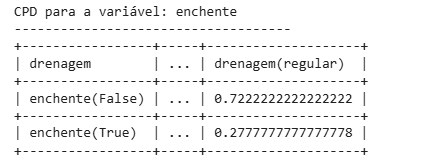 CPD para a variável: enchente
-----------------------------------
+-----------------+-----+--------------------+
| drenagem        | ... | drenagem(regular)  |
+-----------------+-----+--------------------+
| enchente(False) | ... | 0.7222222222222222 |
+-----------------+-----+--------------------+
| enchente(True)  | ... | 0.2777777777777778 |
+-----------------+-----+--------------------+